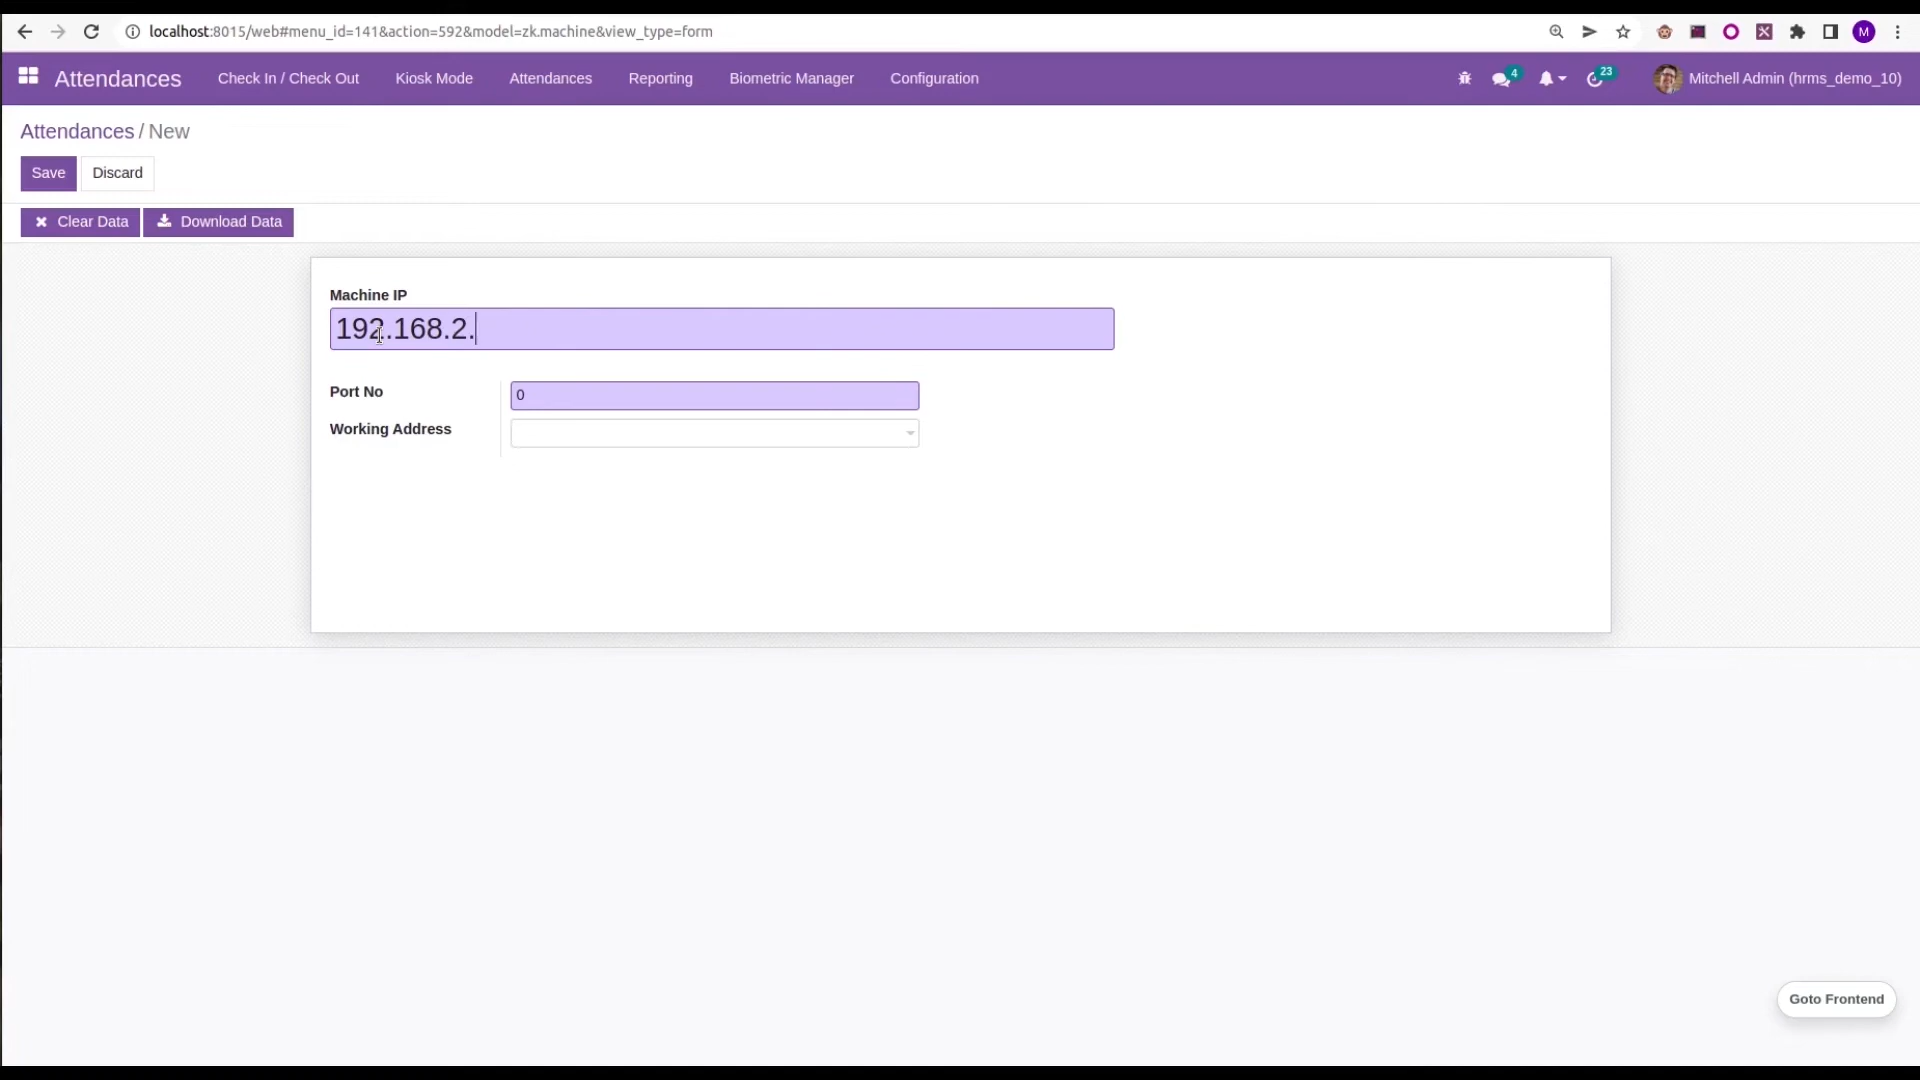 localhost:8015/web#menu_id=141&action=592&model=zk.machine&view_type=form
M
Attendances Check In / Check Out Kiosk Mode Attendances Reporting Biometric Manager Configuration 4 23 Mitchell Admin (hrms_demo_10)
Attendances / New
Save Discard
Clear Data Download Data
Machine IP
192.168.2.
Port No 0
Working Address
Goto Frontend